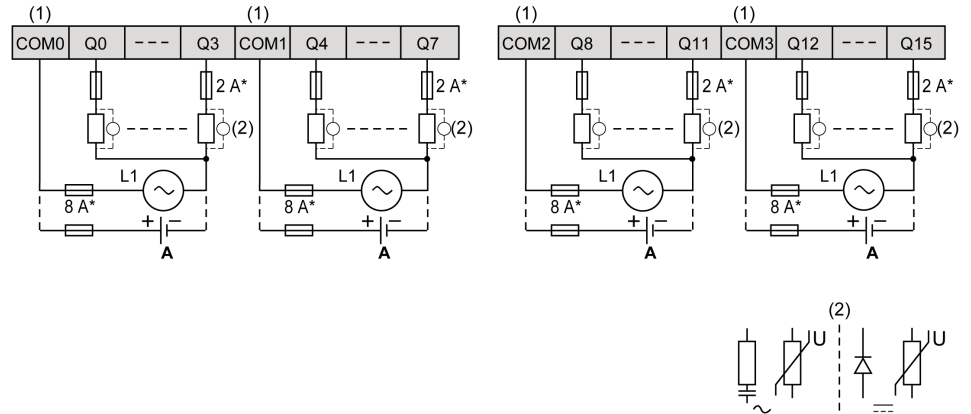 (1) (1) (1) (1)
COM0 Q0 --- Q3 COM1 Q4 --- Q7 COM2 Q8 --- Q11 COM3 Q12 --- Q15
2 A* 2 A* 2 A* 2 A*
(2) (2) (2) (2)
L1 L1 L1 L1
8 A* 8 A* 8 A* 8 A*
+ − + − + − + −
A A A A
(2)
U U